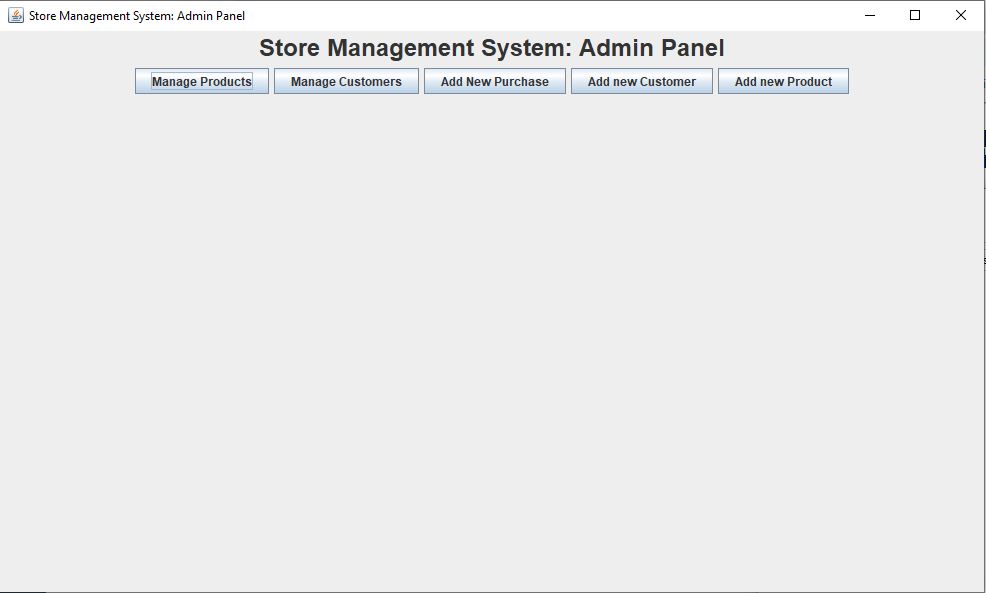 Store Management System: Admin Panel
Store Management System: Admin Panel
Manage Products Manage Customers Add New Purchase Add new Customer Add new Product